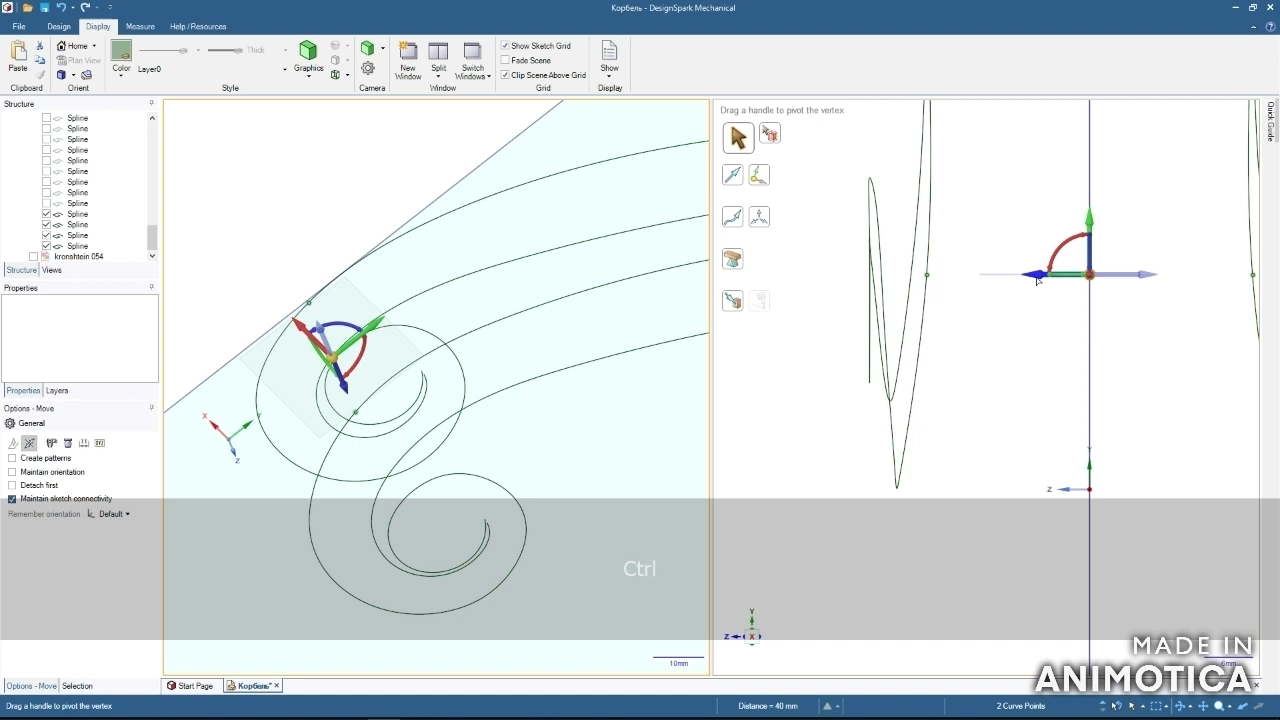 Корбель - DesignSpark Mechanical
File Design Display Measure Help / Resources
Paste
Clipboard
Home
Plan View
Orient
Color
Layer0
Thick
Graphics
Style
Camera
New Window
Split
Switch Windows
Window
Show Sketch Grid
Fade Scene
Clip Scene Above Grid
Grid
Show
Display
Structure
Spline
Spline
Spline
Spline
Spline
Spline
Spline
Spline
Spline
Spline
Spline
Spline
Spline
kronshtein 054
Structure Views
Properties
Properties Layers
Options - Move
General
Create patterns
Maintain orientation
Detach first
Maintain sketch connectivity
Remember orientation Default
Options - Move Selection
X Y
Z
10mm
Drag a handle to pivot the vertex
Quick Guide
Y
Z
Y
Z X
5mm
Ctrl
MADE IN
ANIMOTICA
Start Page Корбель*
Drag a handle to pivot the vertex
Distance = 40 mm
2 Curve Points